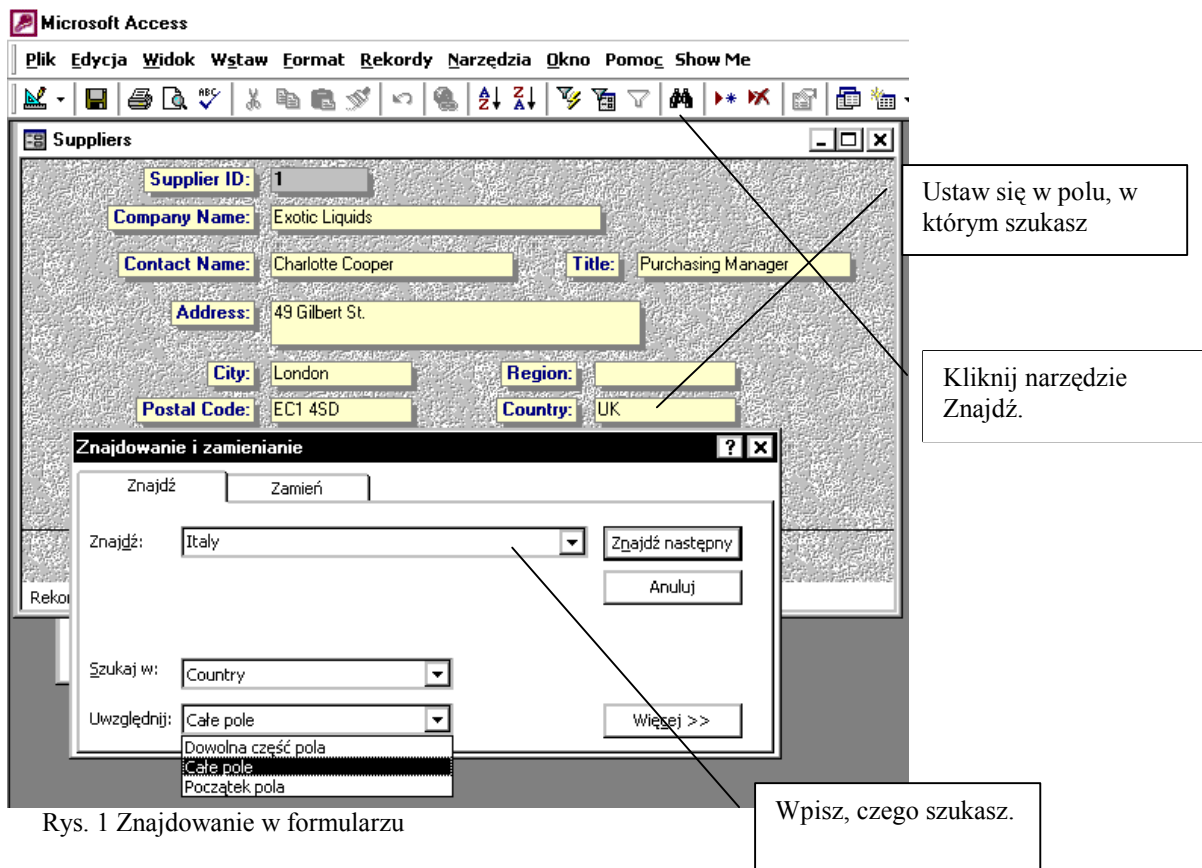 Microsoft Access
Plik Edycja Widok Wstaw Format Rekordy Narzędzia Okno Pomoc Show Me
Suppliers
Supplier ID: 1
Company Name: Exotic Liquids
Contact Name: Charlotte Cooper Title: Purchasing Manager
Address: 49 Gilbert St.
City: London Region:
Postal Code: EC1 4SD Country: UK
Ustaw się w polu, w
którym szukasz
Kliknij narzędzie
Znajdź.
Znajdowanie i zamienianie
Znajdź Zamień
Znajdź: Italy Znajdź następny
Anuluj
Szukaj w: Country
Uwzględnij: Całe pole Więcej >>
Dowolna część pola
Całe pole
Początek pola
Wpisz, czego szukasz.
Rys. 1 Znajdowanie w formularzu